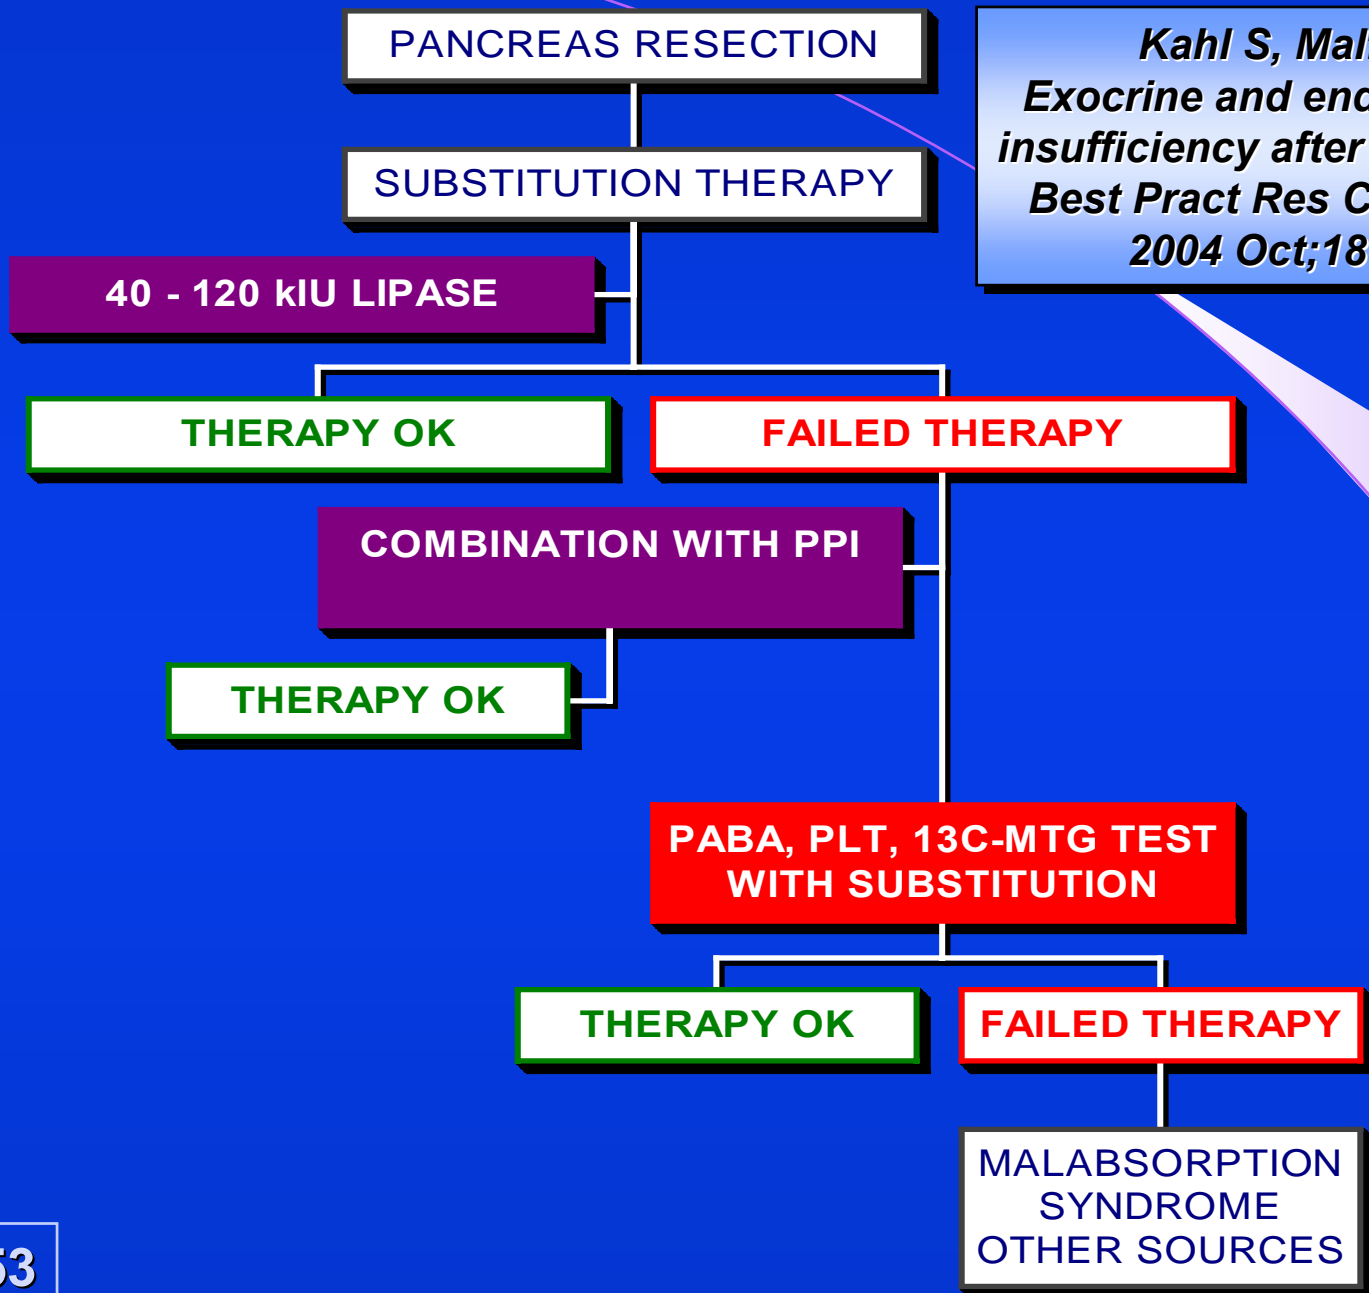 PANCREAS RESECTION
Kahl S,
Exocrine and
insufficiency after
Best Pract Res
2004 Oct;18
SUBSTITUTION THERAPY
40 - 120 kIU LIPASE
THERAPY OK
FAILED THERAPY
COMBINATION WITH PPI
THERAPY OK
PABA, PLT, 13C-MTG TEST
WITH SUBSTITUTION
THERAPY OK
FAILED THERAPY
MALABSORPTION
SYNDROME
OTHER SOURCES
53